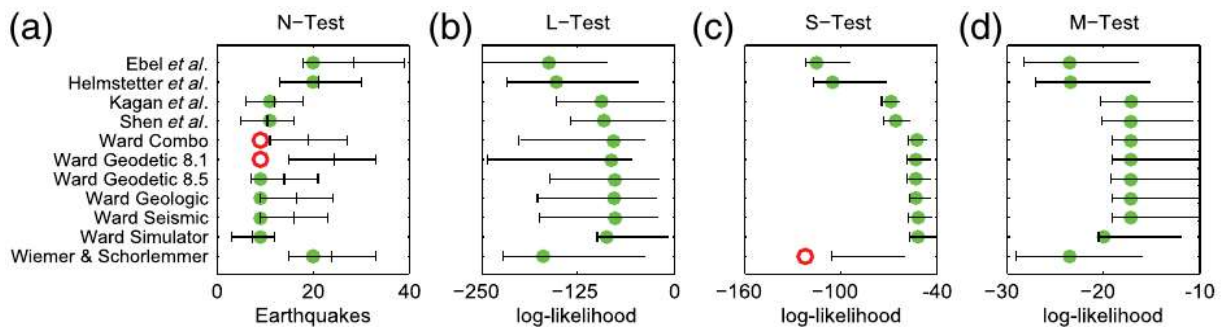 (a) N−Test (b) L−Test (c) S−Test (d) M−Test
Ebel et al.
Helmstetter et al.
Kagan et al.
Shen et al.
Ward Combo
Ward Geodetic 8.1
Ward Geodetic 8.5
Ward Geologic
Ward Seismic
Ward Simulator
Wiemer & Schorlemmer
0 20 40 −250 −125 0 −160 −100 −40 −30 −20 −10
Earthquakes log-likelihood log-likelihood log-likelihood